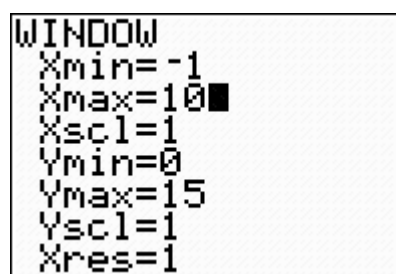 WINDOW
Xmin=-1
Xmax=10
Xscl=1
Ymin=0
Ymax=15
Yscl=1
Xres=1